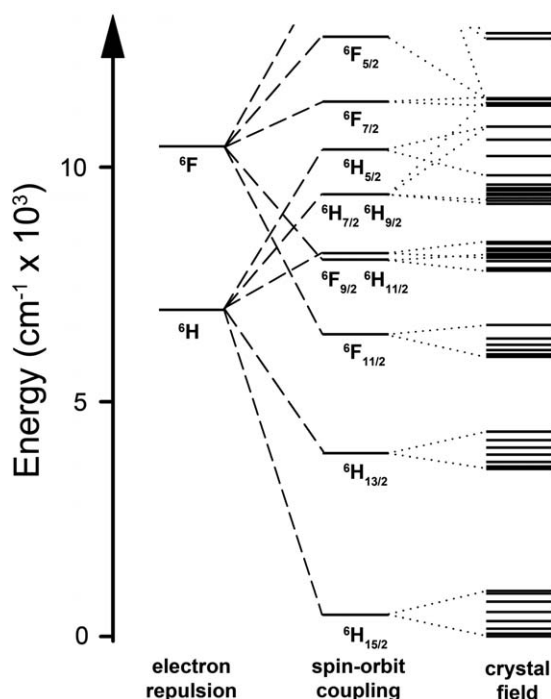 Energy (cm⁻¹ x 10³)
10
5
0
⁶F
⁶H
⁶F₅/₂
⁶F₇/₂
⁶H₅/₂
⁶H₇/₂ ⁶H₉/₂
⁶F₉/₂ ⁶H₁₁/₂
⁶F₁₁/₂
⁶H₁₃/₂
⁶H₁₅/₂
electron
repulsion
spin-orbit
coupling
crystal
field